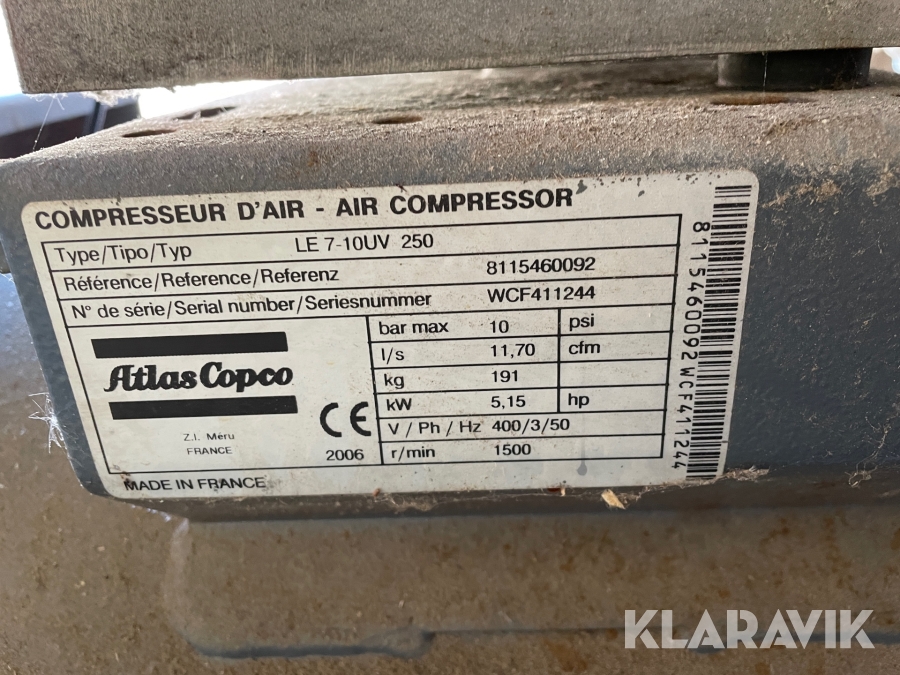 COMPRESSEUR D'AIR - AIR COMPRESSOR
Type/Tipo/Typ LE 7-10UV 250
Référence/Reference/Referenz 8115460092
N° de série/Serial number/Seriesnummer WCF411244
bar max 10 psi
l/s 11,70 cfm
kg 191
kW 5,15 hp
V / Ph / Hz 400/3/50
r/min 1500
Atlas Copco
Z.I. Méru
FRANCE
CE
2006
MADE IN FRANCE
8115460092WCF411244
KLARAVIK